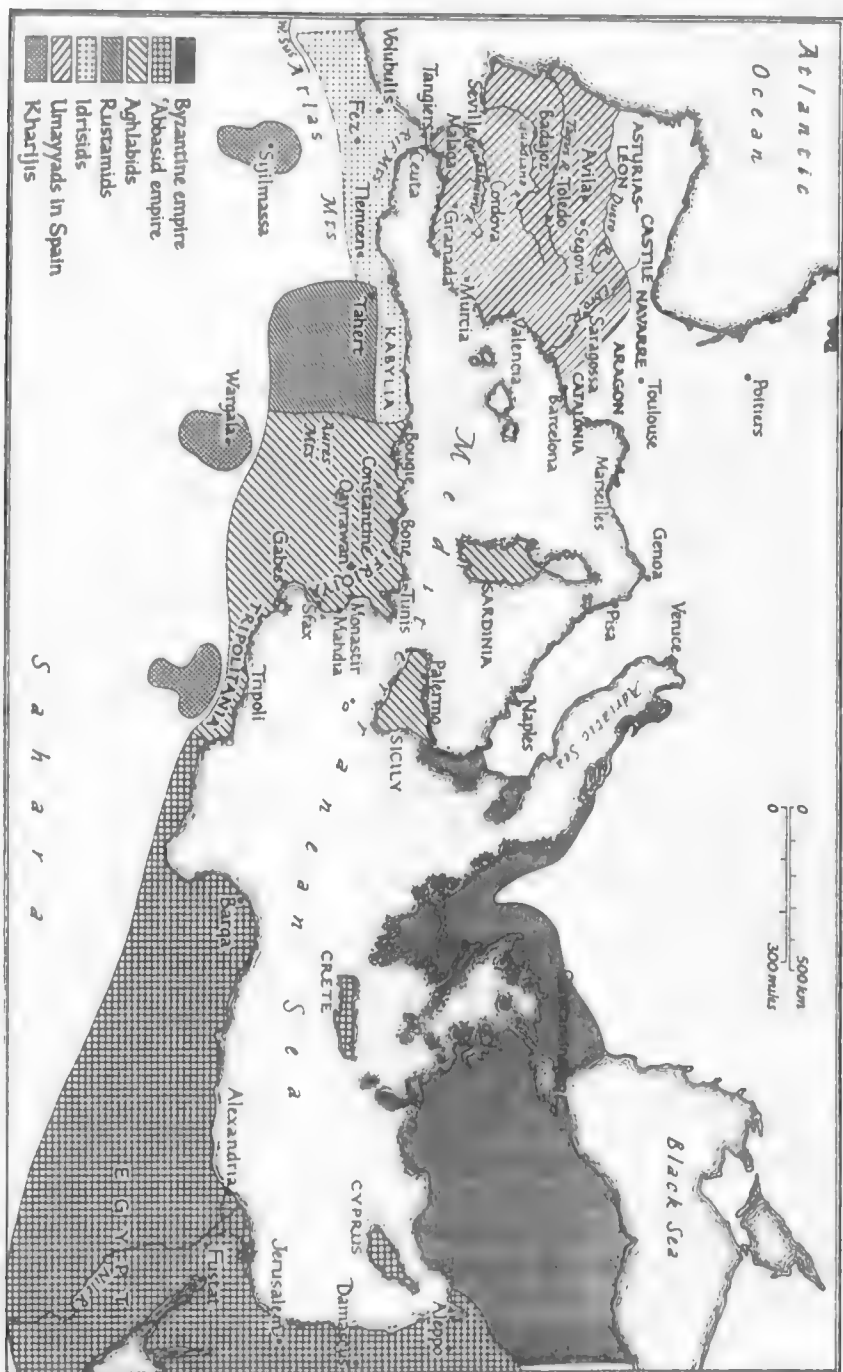 Atlantic
Ocean
ASTURIAS-
LEÓN
CASTILE
NAVARRE
ARAGON
CATALONIA
Poitiers
Toulouse
Marseilles
Genoa
Venice
Pisa
Adriatic Sea
Naples
Black Sea
0 500 km
0 300 miles
Duero R.
Avila
Segovia
Saragossa
Barcelona
Toledo
Badajoz
Valencia
Cordova
Seville
Murcia
Granada
Malaga
SARDINIA
Palermo
SICILY
Mediterranean Sea
CRETE
CYPRUS
Aleppo
Damascus
Jerusalem
Tangiers
Ceuta
Volubulis
Fez
Tlemcen
KABYLIA
Tahert
Bougie
Bone
Tunis
Constantine
Qayrawan
Aures
Mts
Monastir
Mahdia
Sfax
Gabes
TRIPOLITANIA
Tripoli
Barqa
Alexandria
Fustat
EGYPT
Nile R.
Sijilmassa
Wargala
Sahara
Byzantine empire
'Abbasid empire
Aghlabids
Rustamids
Idrisids
Umayyads in Spain
Kharijis